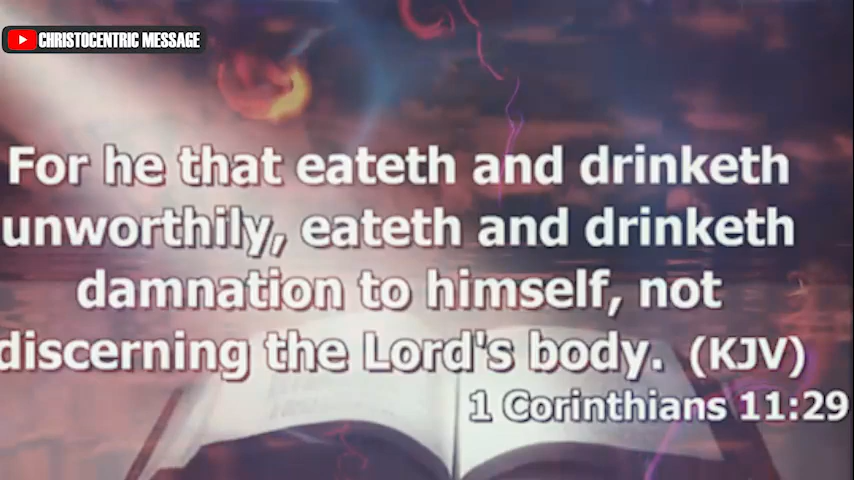 CHRISTOCENTRIC MESSAGE
For he that eateth and drinketh
unworthily, eateth and drinketh
damnation to himself, not
discerning the Lord's body. (KJV)
1 Corinthians 11:29